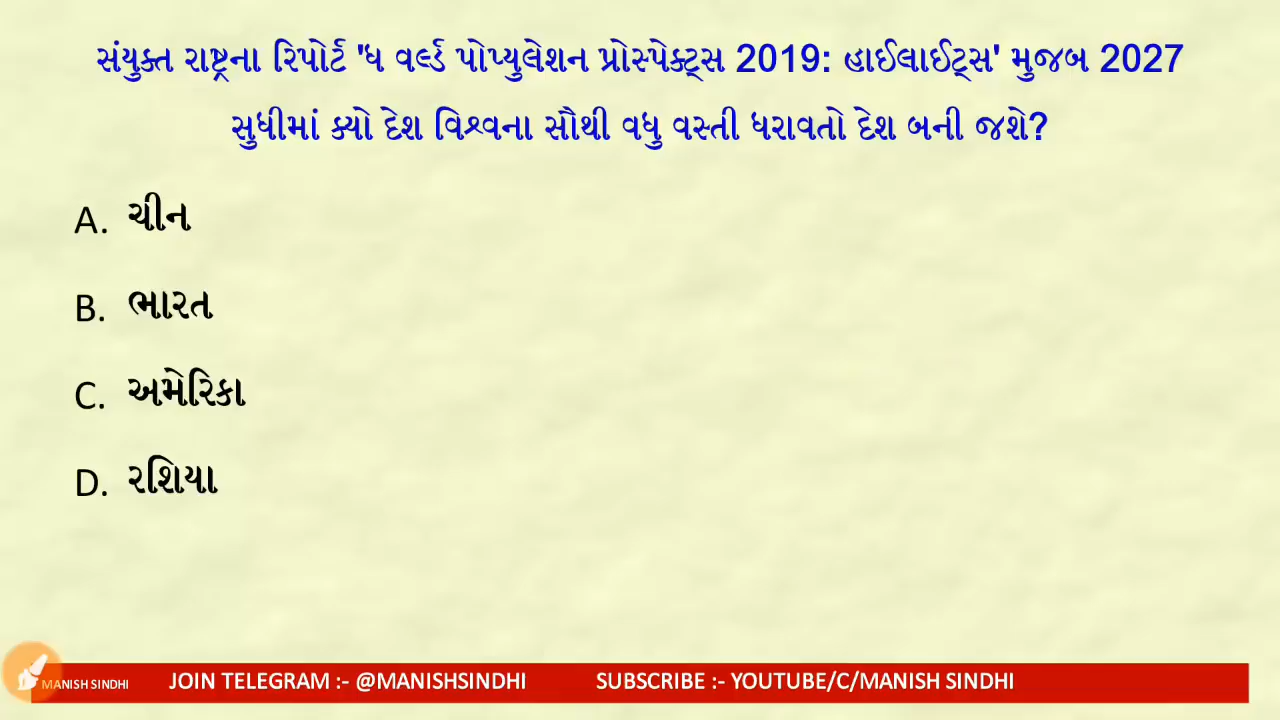 સંયુક્ત રાષ્ટ્રના રિપોર્ટ 'ધ વર્લ્ડ પોપ્યુલેશન પ્રોસ્પેક્ટ્સ 2019: હાઈલાઈટ્સ' મુજબ 2027
સુધીમાં ક્યો દેશ વિશ્વના સૌથી વધુ વસ્તી ધરાવતો દેશ બની જશે?
A. ચીન
B. ભારત
C. અમેરિકા
D. રશિયા
MANISH SINDHI JOIN TELEGRAM :- @MANISHSINDHI SUBSCRIBE :- YOUTUBE/C/MANISH SINDHI